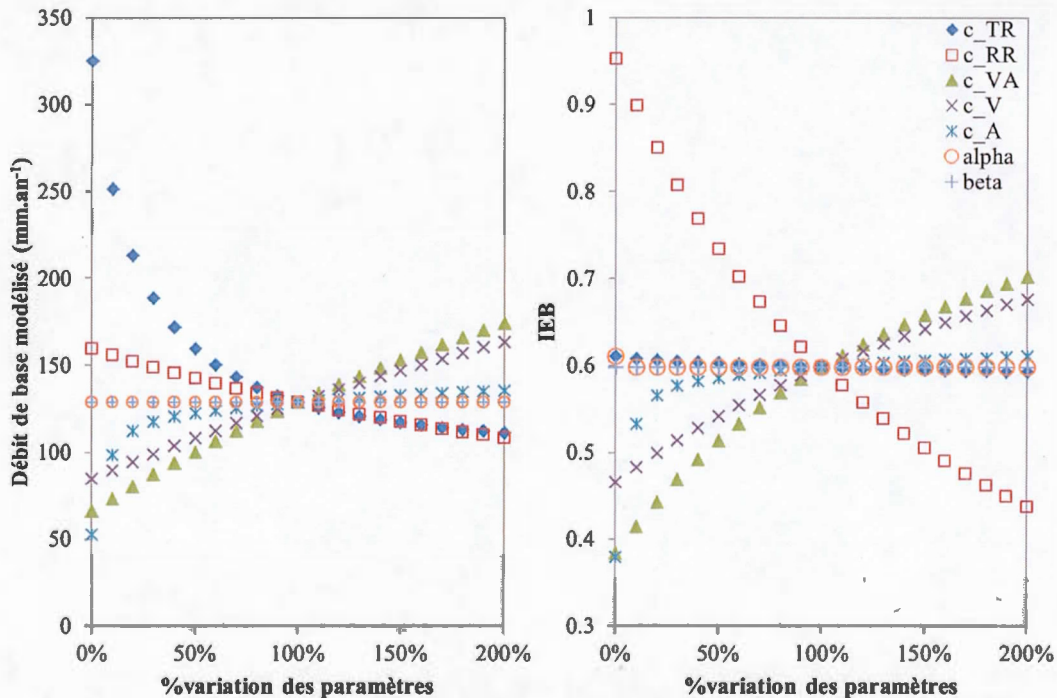 Débit de base modélisé (mm.an⁻¹)
350
300
250
200
150
100
50
0
0%
50%
100%
150%
200%
%variation des paramètres
IEB
1
0.9
0.8
0.7
0.6
0.5
0.4
0.3
0%
50%
100%
150%
200%
%variation des paramètres
c_TR
c_RR
c_VA
c_V
c_A
alpha
beta